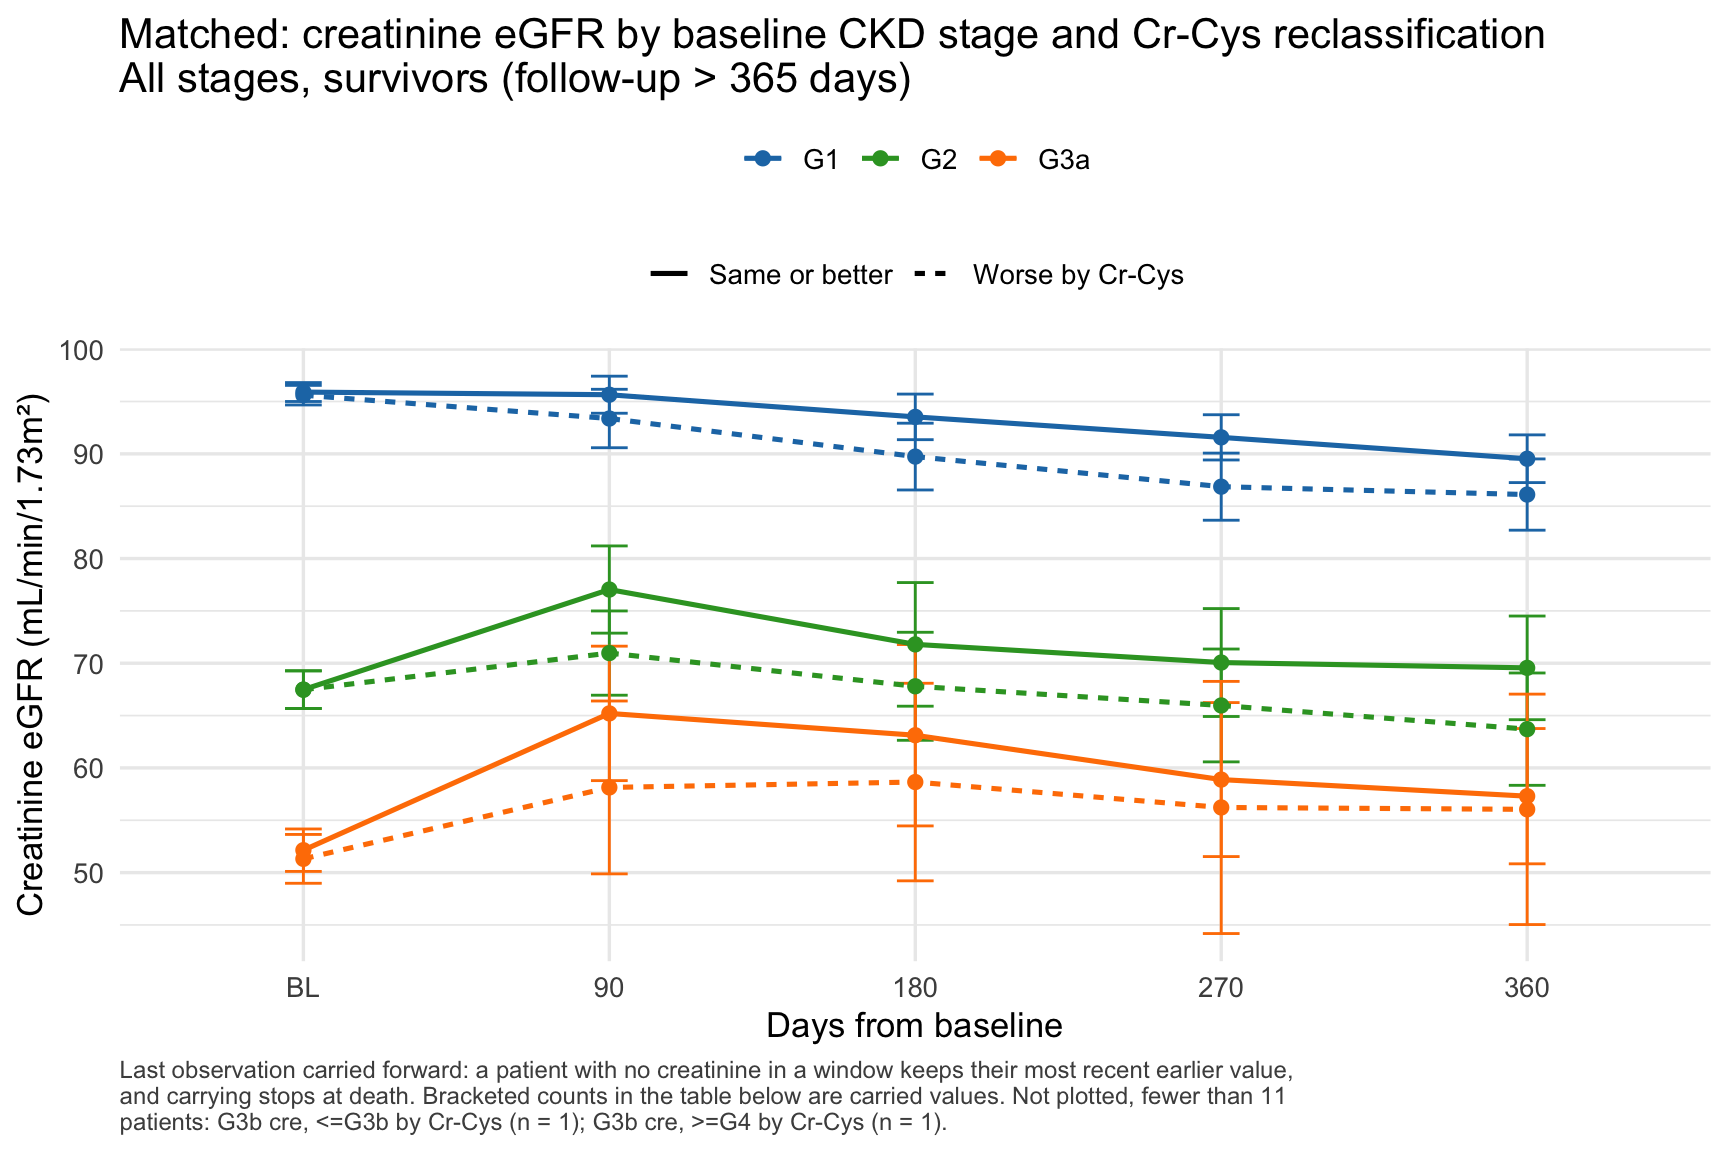 Matched: creatinine eGFR by baseline CKD stage and Cr-Cys reclassification
All stages, survivors (follow-up > 365 days)
G1 G2 G3a
Same or better Worse by Cr-Cys
Creatinine eGFR (mL/min/1.73m²)
100
90
80
70
60
50
BL 90 180 270 360
Days from baseline
Last observation carried forward: a patient with no creatinine in a window keeps their most recent earlier value,
and carrying stops at death. Bracketed counts in the table below are carried values. Not plotted, fewer than 11
patients: G3b cre, <=G3b by Cr-Cys (n = 1); G3b cre, >=G4 by Cr-Cys (n = 1).